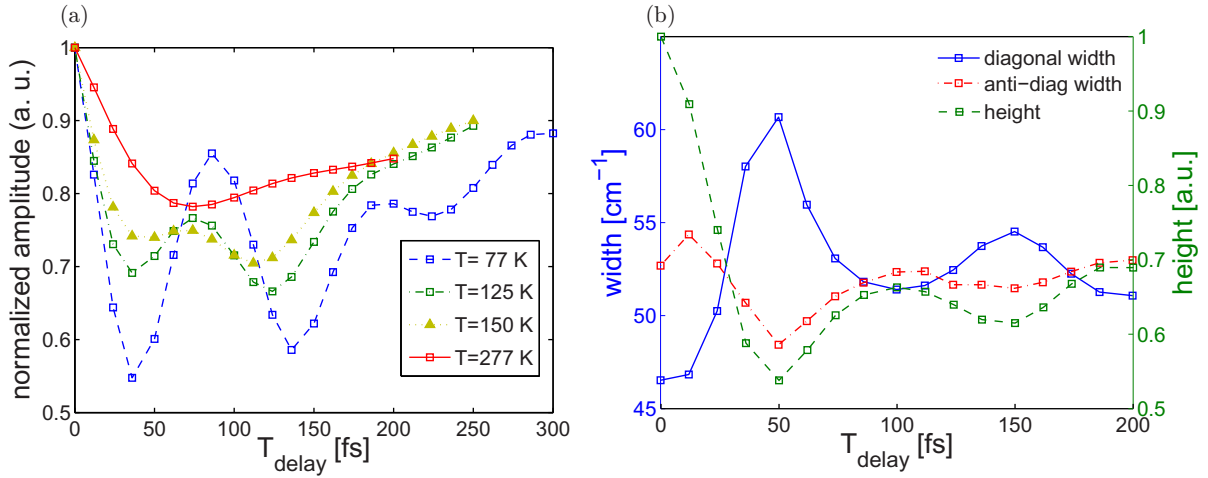 (a)
normalized amplitude (a. u.)
1
0.9
0.8
0.7
0.6
0.5
0
50
100
150
200
250
300
T= 77 K
T=125 K
T=150 K
T=277 K
T_delay [fs]
(b)
width [cm⁻¹]
60
55
50
45
diagonal width
anti−diag width
height
0
50
100
150
200
T_delay [fs]
1
0.9
0.8
0.7
0.6
0.5
height [a.u.]